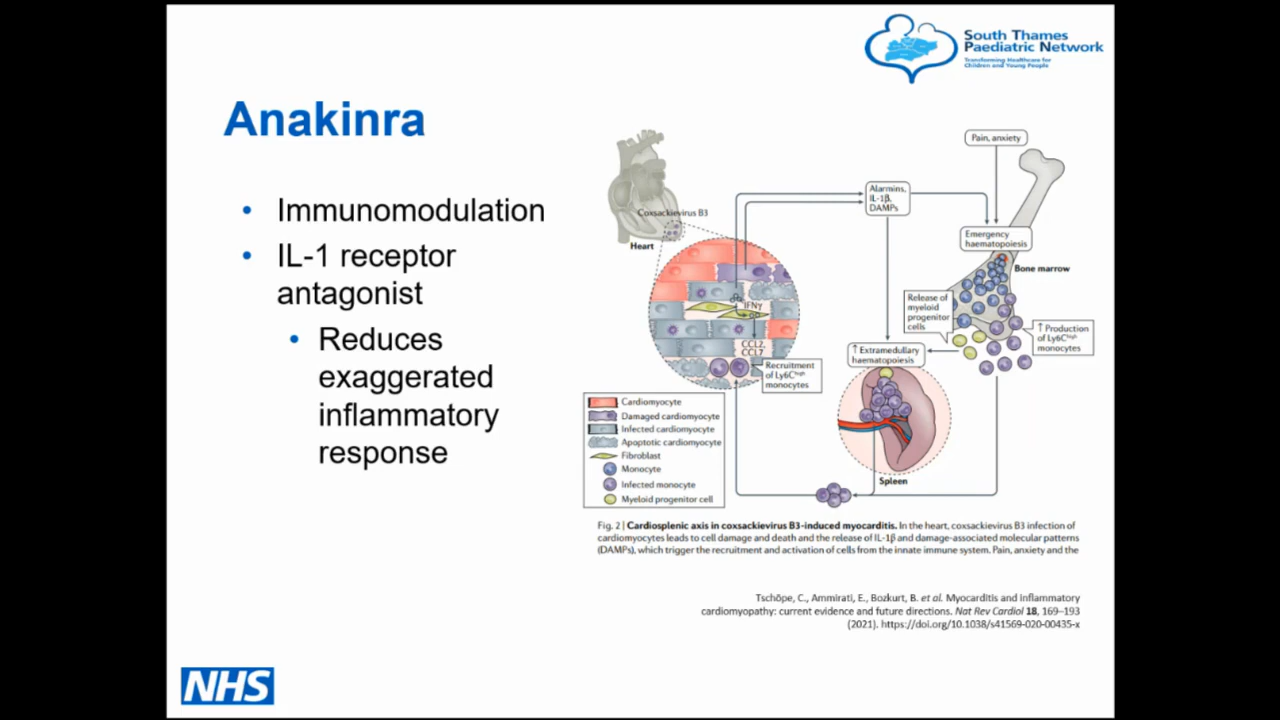 South Thames
Paediatric Network
Transforming Healthcare for
Children and Young People
Anakinra
• Immunomodulation
• IL-1 receptor
antagonist
• Reduces
exaggerated
inflammatory
response
Pain, anxiety
Alarmins,
IL-1β,
DAMPs
Coxsackievirus B3
Heart
Emergency
haematopoiesis
Bone marrow
Release of
myeloid
progenitor
cells
IFNγ
↑ Production
of Ly6Chigh
monocytes
CCL2,
CCL7
↑ Extramedullary
haematopoiesis
Recruitment
of Ly6Chigh
monocytes
Cardiomyocyte
Damaged cardiomyocyte
Infected cardiomyocyte
Apoptotic cardiomyocyte
Fibroblast
Monocyte
Infected monocyte
Myeloid progenitor cell
Spleen
Fig. 2 | Cardiosplenic axis in coxsackievirus B3-induced myocarditis. In the heart, coxsackievirus B3 infection of
cardiomyocytes leads to cell damage and death and the release of IL-1β and damage-associated molecular patterns
(DAMPs), which trigger the recruitment and activation of cells from the innate immune system. Pain, anxiety and the
Tschöpe, C., Ammirati, E., Bozkurt, B. et al. Myocarditis and inflammatory
cardiomyopathy: current evidence and future directions. Nat Rev Cardiol 18, 169–193
(2021). https://doi.org/10.1038/s41569-020-00435-x
NHS